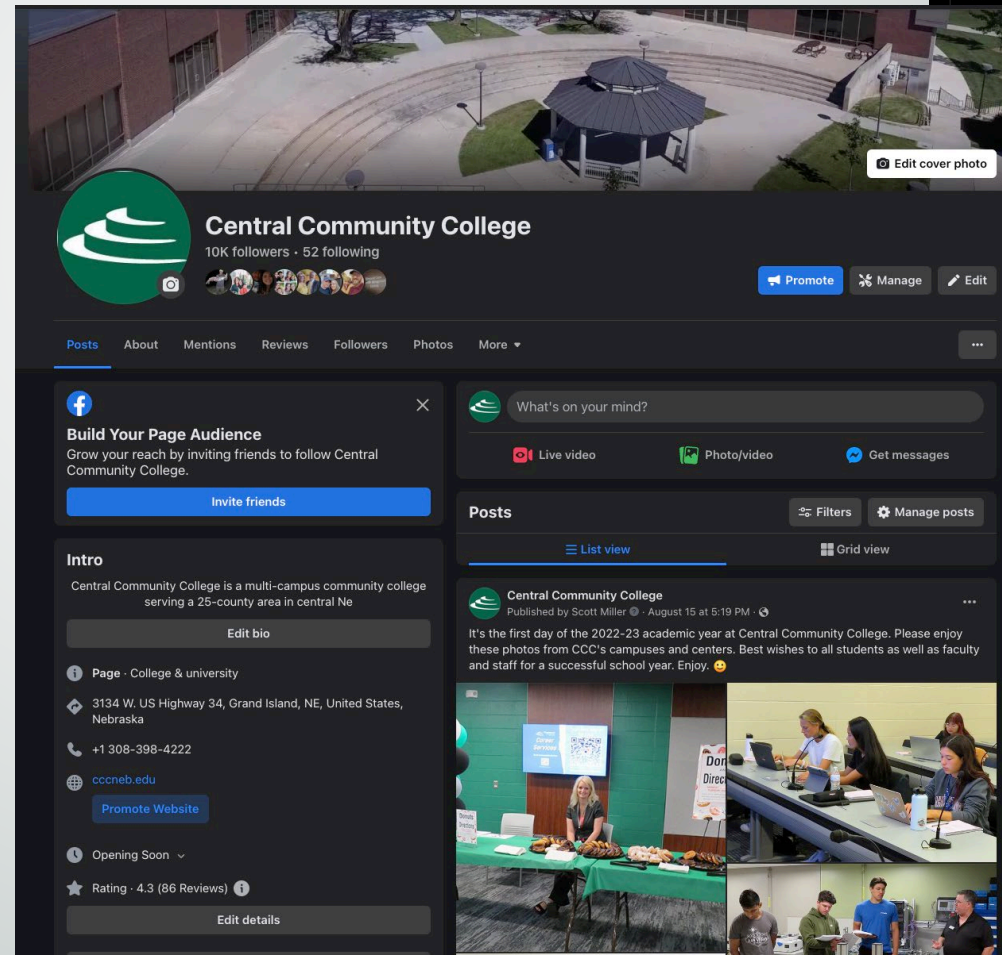 Edit cover photo
Central Community College
10K followers · 52 following
Promote
Manage
Edit
Posts
About
Mentions
Reviews
Followers
Photos
More
Build Your Page Audience
Grow your reach by inviting friends to follow Central
Community College.
Invite friends
Intro
Central Community College is a multi-campus community college
serving a 25-county area in central Ne
Edit bio
Page · College & university
3134 W. US Highway 34, Grand Island, NE, United States,
Nebraska
+1 308-398-4222
cccneb.edu
Promote Website
Opening Soon
Rating · 4.3 (86 Reviews)
Edit details
What's on your mind?
Live video
Photo/video
Get messages
Posts
Filters
Manage posts
List view
Grid view
Central Community College
Published by Scott Miller · August 15 at 5:19 PM ·
It's the first day of the 2022-23 academic year at Central Community College. Please enjoy
these photos from CCC's campuses and centers. Best wishes to all students as well as faculty
and staff for a successful school year. Enjoy. 🙂
Career
Services
Don
Direc